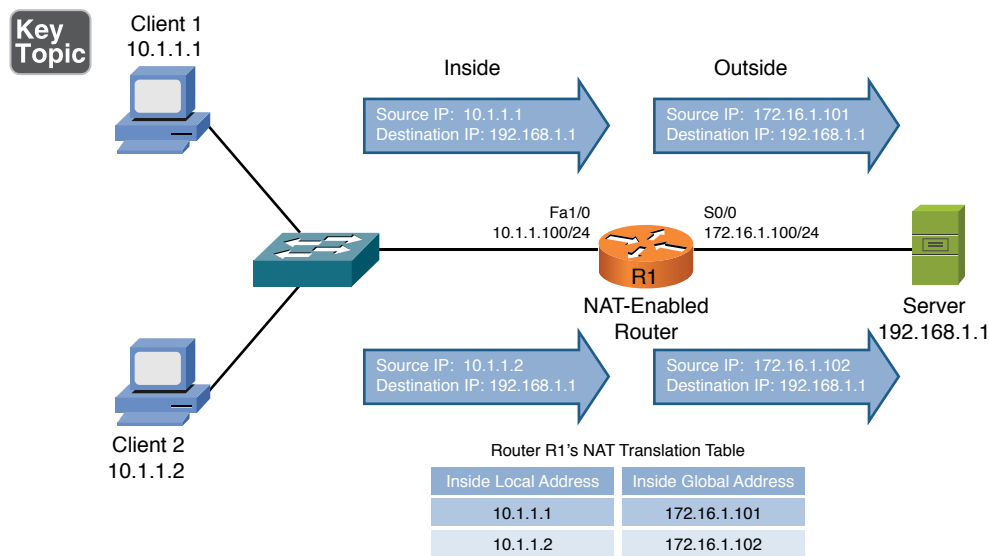 Key
Topic
Client 1
10.1.1.1
Inside
Outside
Source IP: 10.1.1.1
Destination IP: 192.168.1.1
Source IP: 172.16.1.101
Destination IP: 192.168.1.1
Fa1/0
10.1.1.100/24
S0/0
172.16.1.100/24
R1
NAT-Enabled
Router
Server
192.168.1.1
Source IP: 10.1.1.2
Destination IP: 192.168.1.1
Source IP: 172.16.1.102
Destination IP: 192.168.1.1
Client 2
10.1.1.2
Router R1's NAT Translation Table
Inside Local Address
Inside Global Address
10.1.1.1
172.16.1.101
10.1.1.2
172.16.1.102